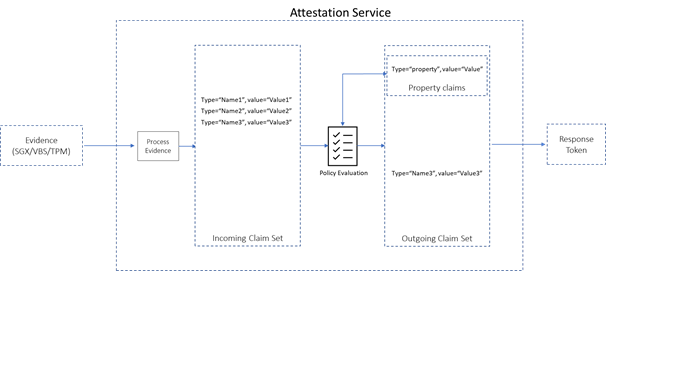 Attestation Service
Type="property", value="Value"
Property claims
Type="Name1", value="Value1"
Type="Name2", value="Value2"
Type="Name3", value="Value3"
Evidence
(SGX/VBS/TPM)
Process
Evidence
Policy Evaluation
Type="Name3", value="Value3"
Response
Token
Incoming Claim Set
Outgoing Claim Set